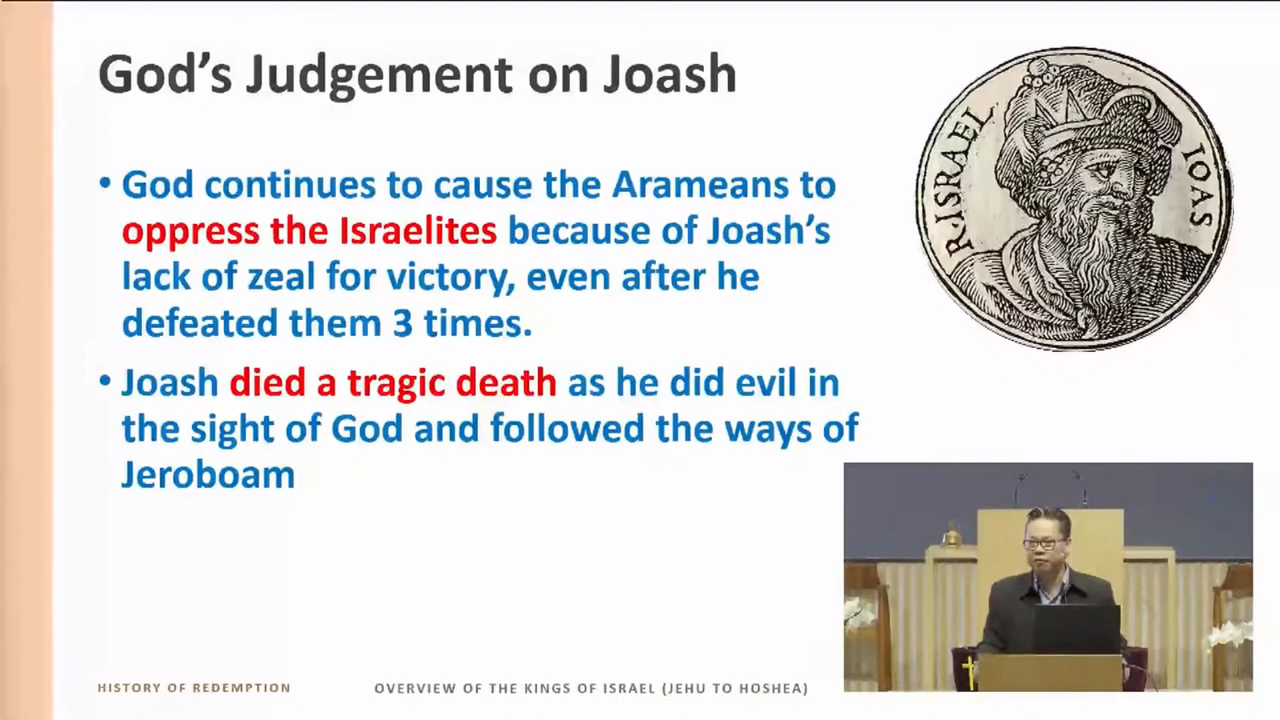 God's Judgement on Joash
• God continues to cause the Arameans to
oppress the Israelites because of Joash's
lack of zeal for victory, even after he
defeated them 3 times.
• Joash died a tragic death as he did evil in
the sight of God and followed the ways of
Jeroboam
R·ISRAEL
IOAS
HISTORY OF REDEMPTION
OVERVIEW OF THE KINGS OF ISRAEL (JEHU TO HOSHEA)